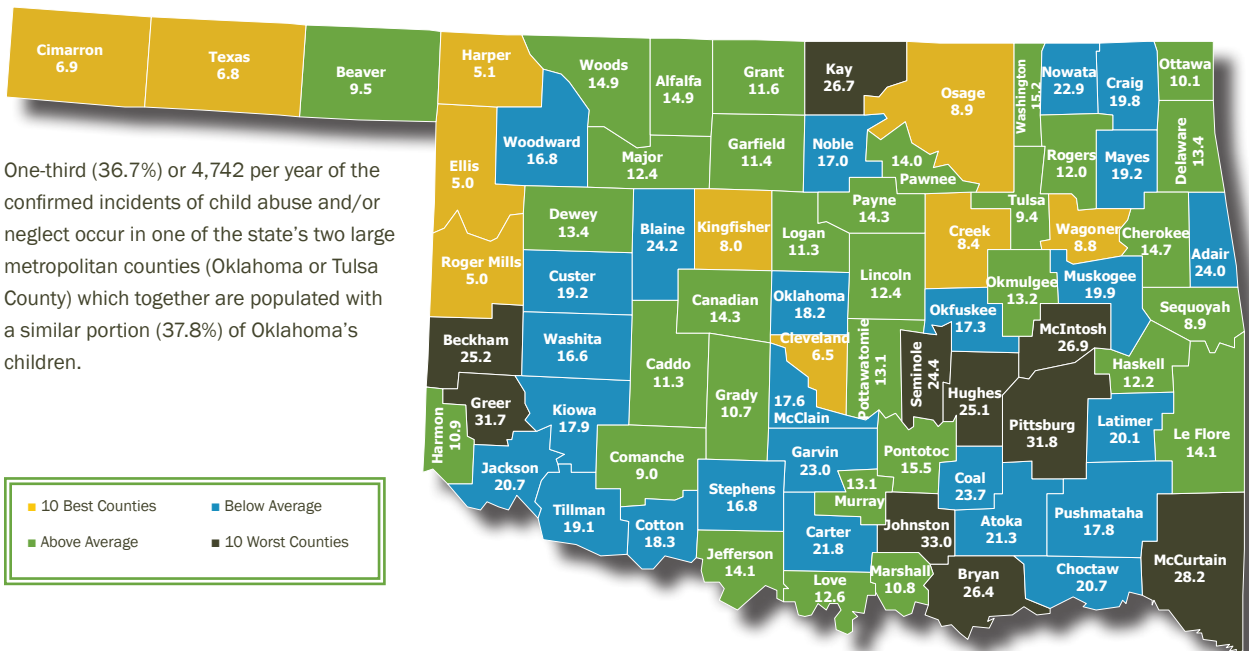 Cimarron
6.9
Texas
6.8
Beaver
9.5
Harper
5.1
Woods
14.9
Alfalfa
14.9
Grant
11.6
Kay
26.7
Osage
8.9
Washington
15.2
Nowata
22.9
Craig
19.8
Ottawa
10.1
Ellis
5.0
Woodward
16.8
Major
12.4
Garfield
11.4
Noble
17.0
14.0
Pawnee
Rogers
12.0
Mayes
19.2
Delaware
13.4
One-third (36.7%) or 4,742 per year of the
confirmed incidents of child abuse and/or
neglect occur in one of the state's two large
metropolitan counties (Oklahoma or Tulsa
County) which together are populated with
a similar portion (37.8%) of Oklahoma's
children.
Roger Mills
5.0
Dewey
13.4
Blaine
24.2
Kingfisher
8.0
Logan
11.3
Payne
14.3
Creek
8.4
Tulsa
9.4
Wagoner
8.8
Cherokee
14.7
Adair
24.0
Custer
19.2
Canadian
14.3
Oklahoma
18.2
Lincoln
12.4
Okmulgee
13.2
Muskogee
19.9
Sequoyah
8.9
Beckham
25.2
Washita
16.6
Caddo
11.3
Grady
10.7
Cleveland
6.5
Pottawatomie
13.1
Seminole
24.4
Okfuskee
17.3
McIntosh
26.9
Haskell
12.2
Harmon
10.9
Greer
31.7
Kiowa
17.9
17.6
McClain
Hughes
25.1
Pittsburg
31.8
Latimer
20.1
Le Flore
14.1
Jackson
20.7
Comanche
9.0
Garvin
23.0
Pontotoc
15.5
Coal
23.7
Tillman
19.1
Cotton
18.3
Stephens
16.8
13.1
Murray
Carter
21.8
Johnston
33.0
Atoka
21.3
Pushmataha
17.8
Jefferson
14.1
Love
12.6
Marshall
10.8
Bryan
26.4
Choctaw
20.7
McCurtain
28.2
10 Best Counties
Below Average
Above Average
10 Worst Counties